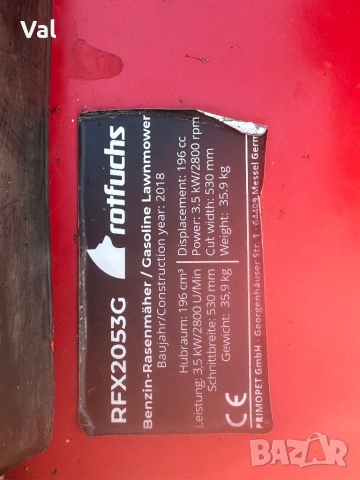 Val
rotfuchs
RFX2053G
Benzin-Rasenmäher / Gasoline Lawnmower
Baujahr/Construction year: 2018
Hubraum: 196 cm³ | Displacement: 196 cc
Leistung: 3,5 kW/2800 U/Min | Power: 3.5 kW/2800 rpm
Schnittbreite: 530 mm | Cut width: 530 mm
Gewicht: 35,9 kg | Weight: 35.9 kg
CE
PRIMOPET GmbH · Georgenhäuser Str. 1 · 64409 Messel Germ
BAZAR
bg